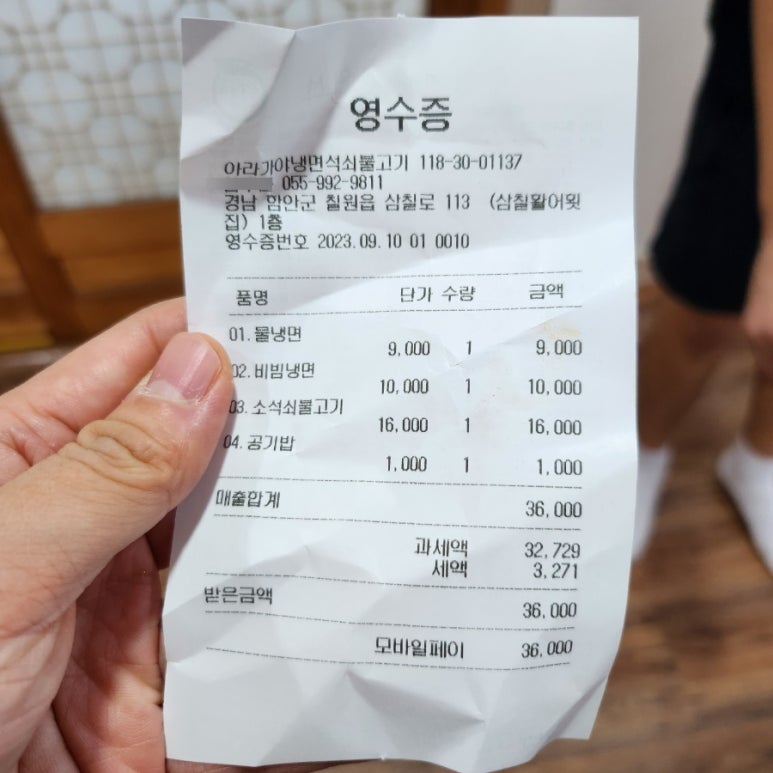 영수증
아라가야냉면석쇠불고기 118-30-01137
055-992-9811
경남 함안군 칠원읍 삼칠로 113 (삼칠활어횟
집) 1층
영수증번호 2023.09.10 01 0010
품명 단가 수량 금액
01.물냉면
9,000 1 9,000
02.비빔냉면
10,000 1 10,000
03.소석쇠불고기
16,000 1 16,000
04.공기밥
1,000 1 1,000
매출합계 36,000
과세액 32,729
세액 3,271
받은금액 36,000
모바일페이 36,000